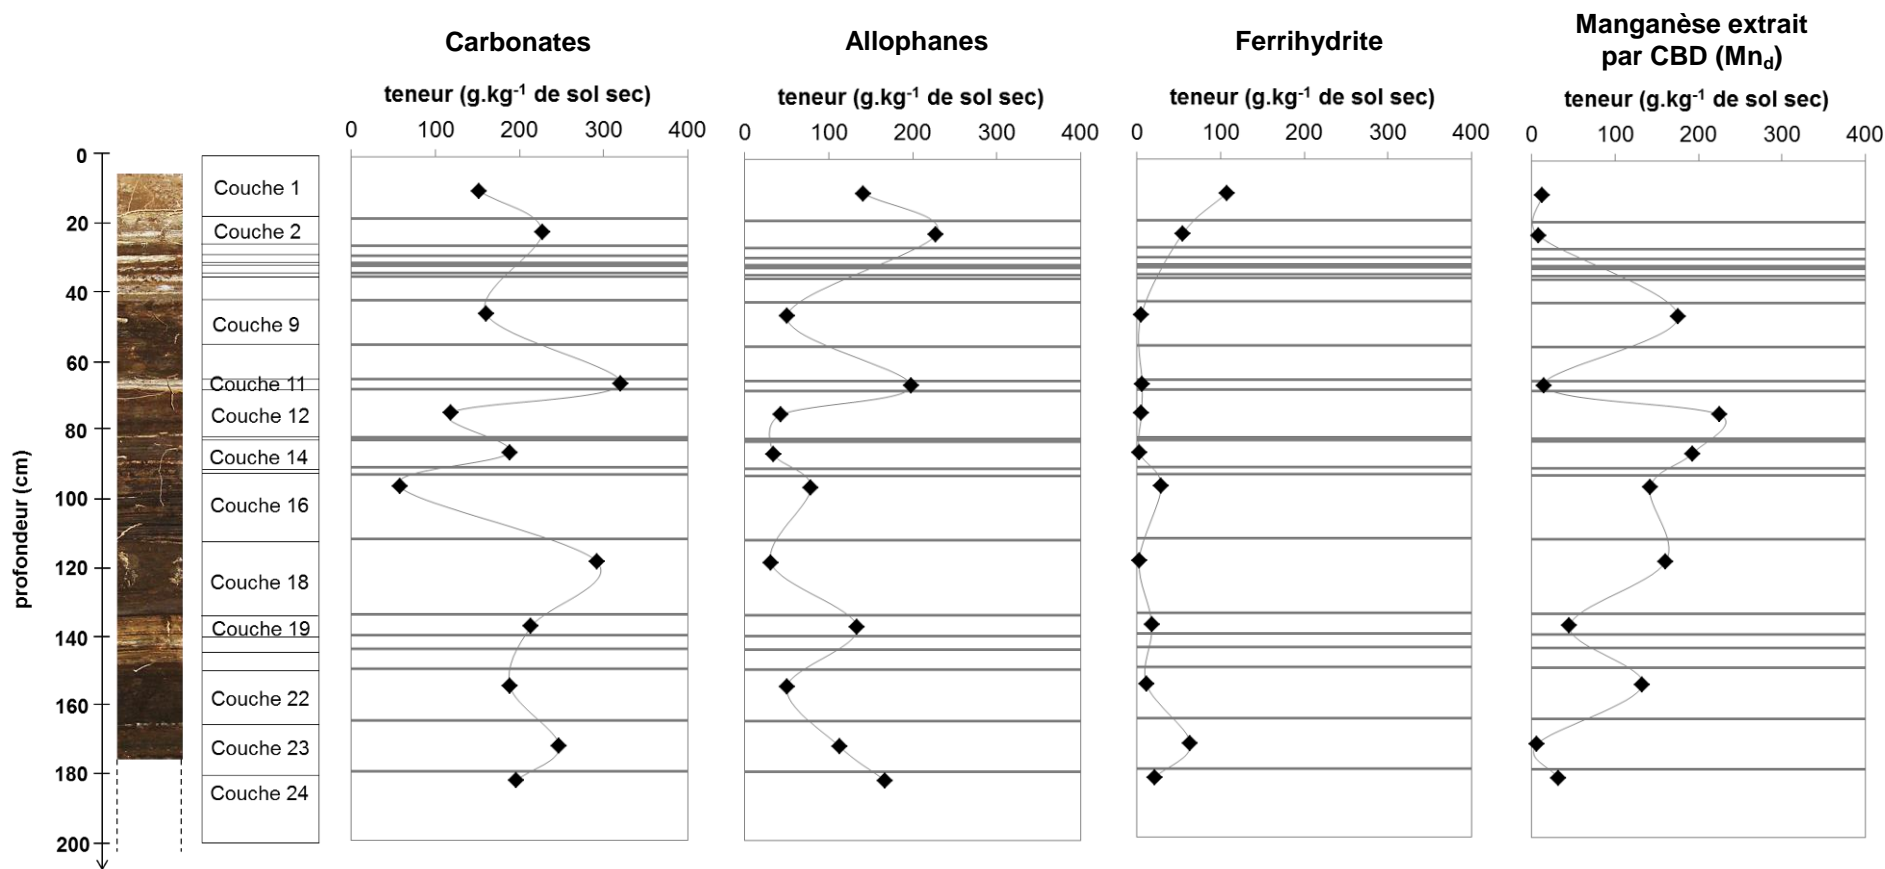 Carbonates
Allophanes
Ferrihydrite
Manganèse extrait
par CBD (Mnd)
teneur (g.kg-1 de sol sec)
teneur (g.kg-1 de sol sec)
teneur (g.kg-1 de sol sec)
teneur (g.kg-1 de sol sec)
0 100 200 300 400
0 100 200 300 400
0 100 200 300 400
0 100 200 300 400
profondeur (cm)
0
20
40
60
80
100
120
140
160
180
200
Couche 1
Couche 2
Couche 9
Couche 11
Couche 12
Couche 14
Couche 16
Couche 18
Couche 19
Couche 22
Couche 23
Couche 24